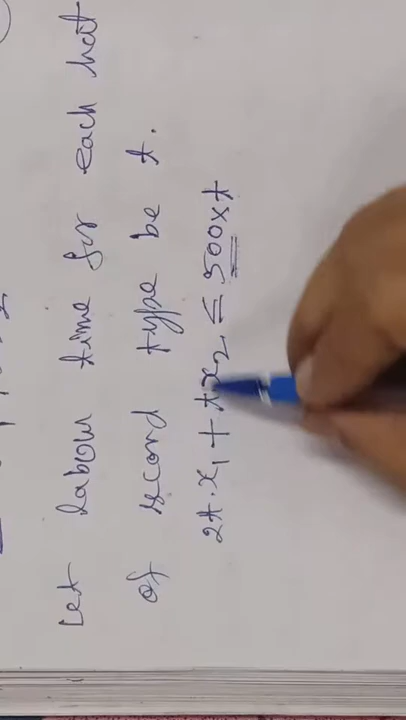 Let labour time for each hat
of second type be t.
2t·x₁ + tx₂ ≤ 500xt